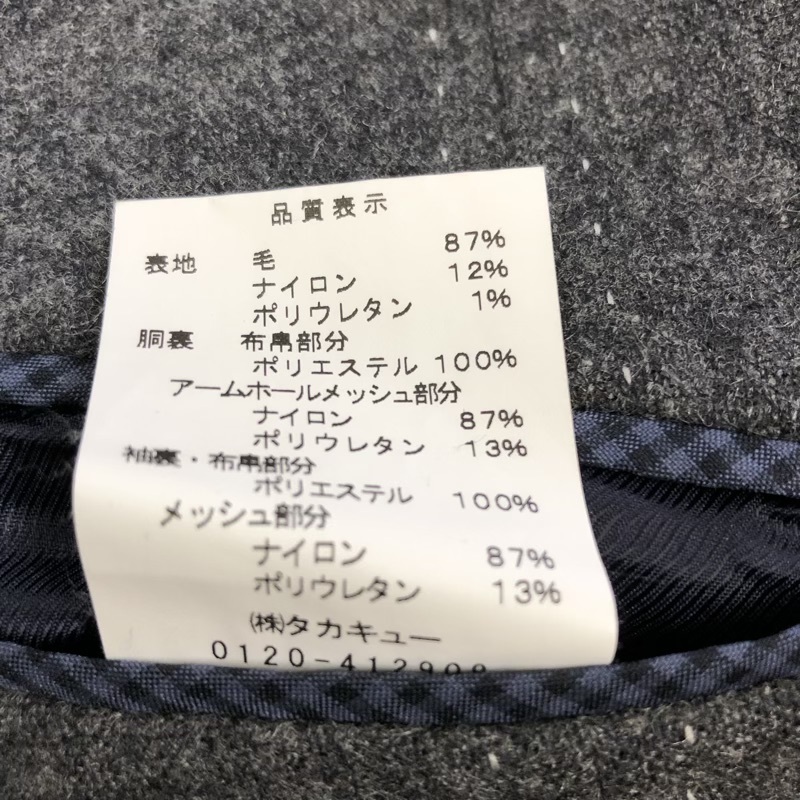 品質表示
表地 毛 87%
ナイロン 12%
ポリウレタン 1%
胴裏 布帛部分
ポリエステル 100%
アームホールメッシュ部分
ナイロン 87%
ポリウレタン 13%
袖裏・布帛部分
ポリエステル 100%
メッシュ部分
ナイロン 87%
ポリウレタン 13%
㈱タカキュー
0120-412908